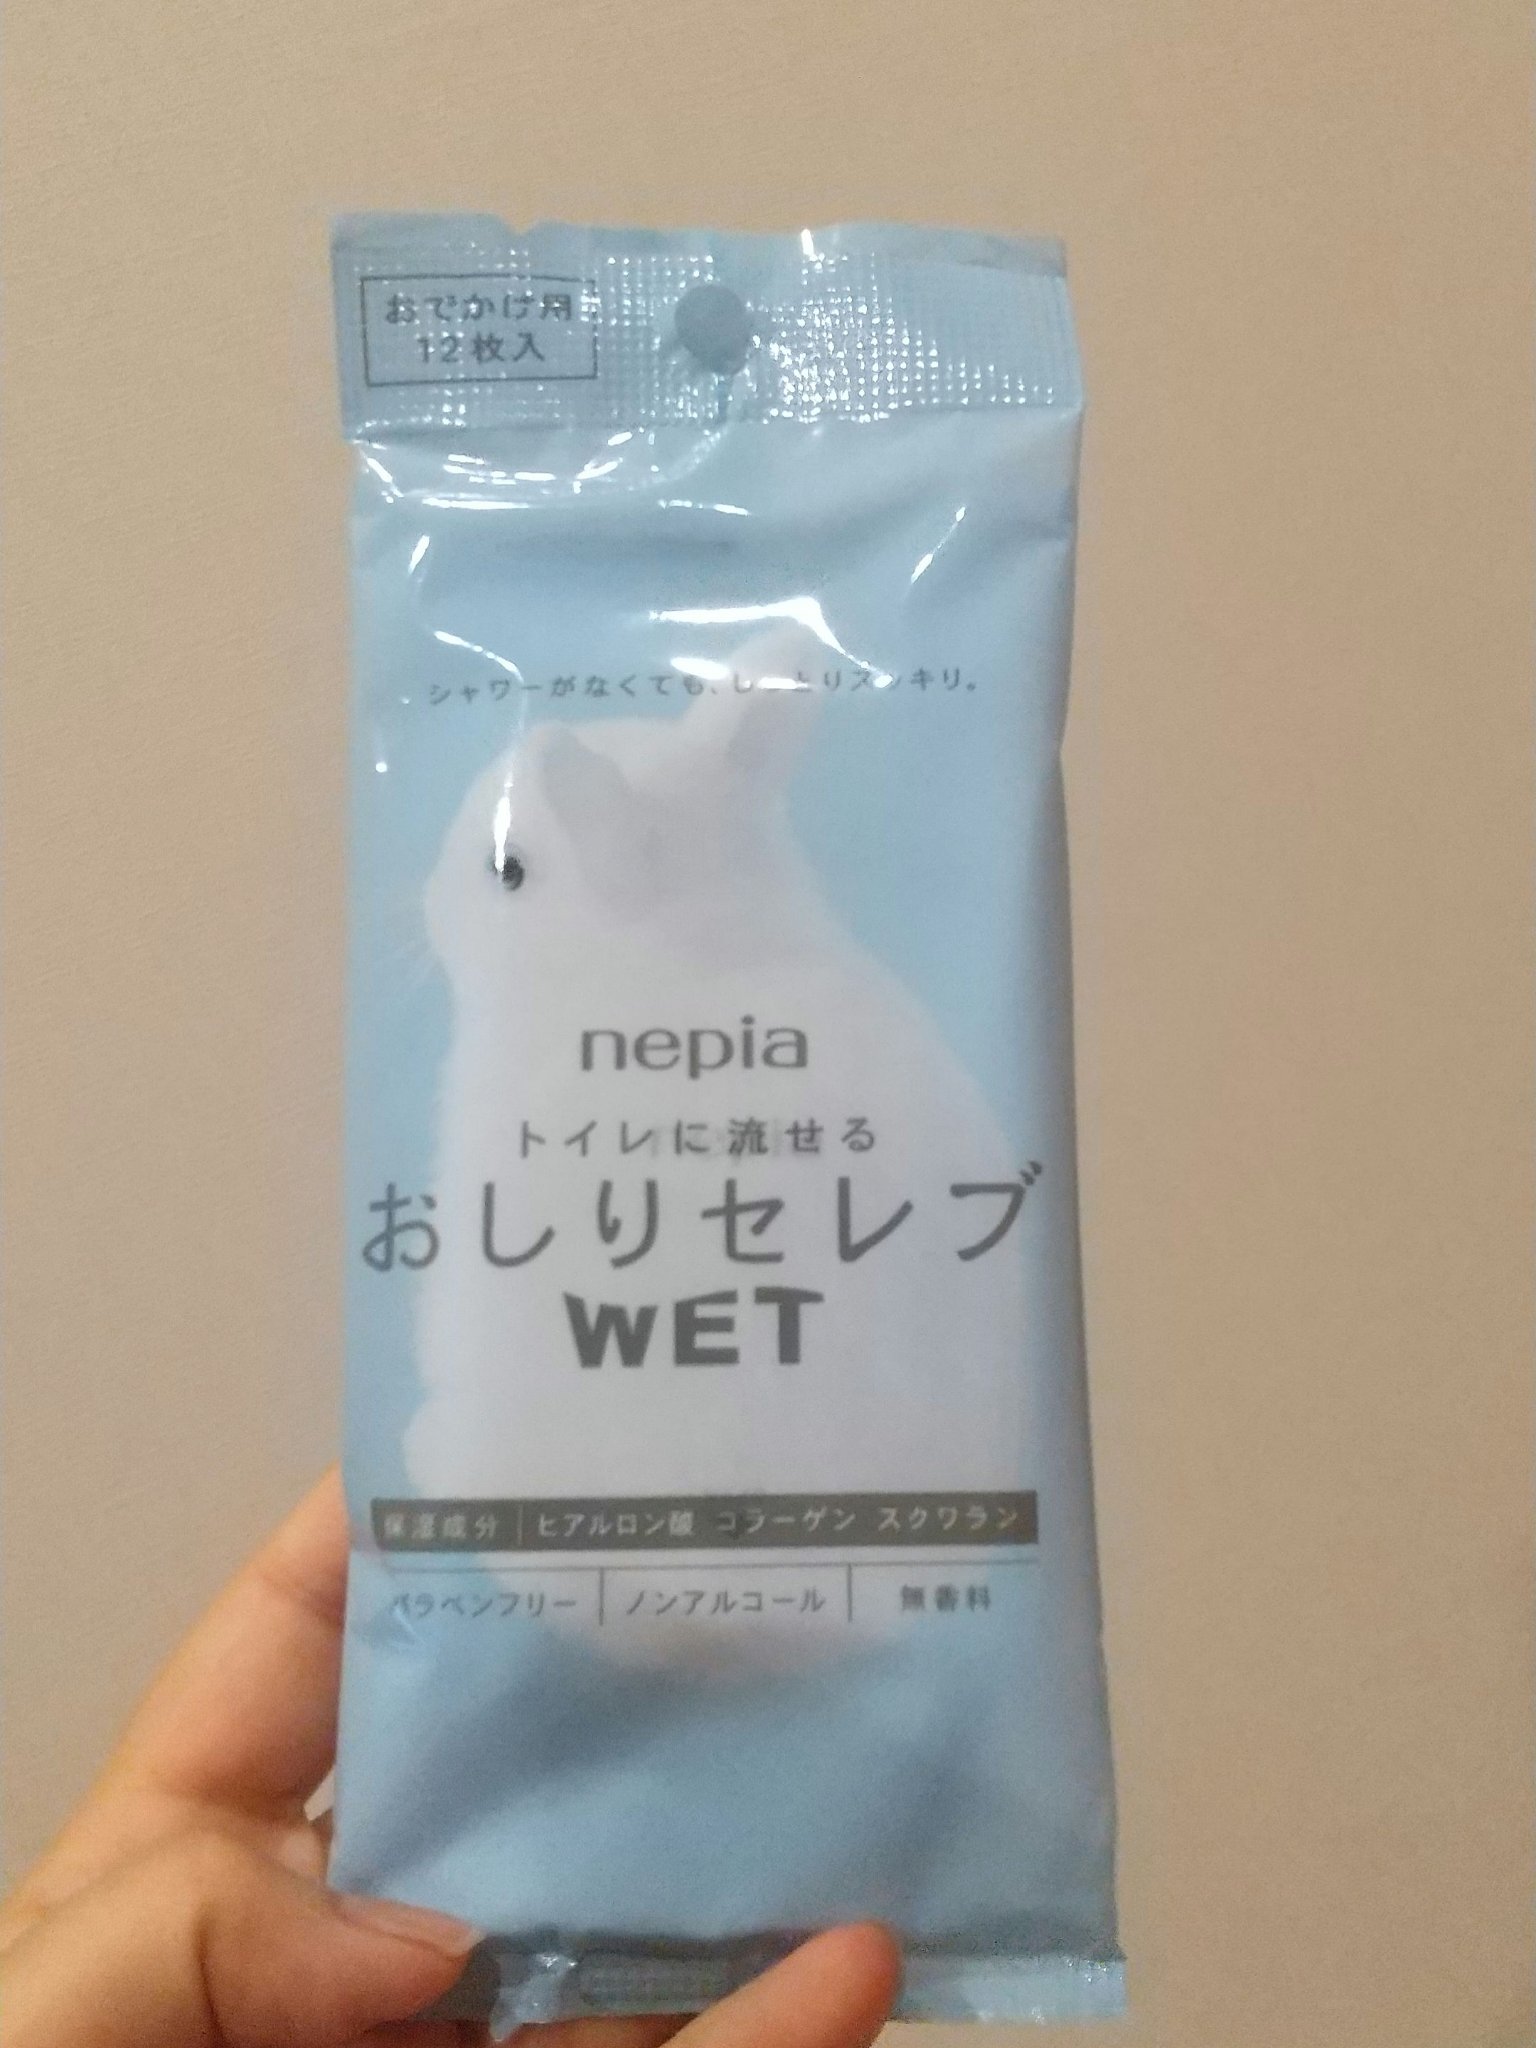 おでかけ用
12枚入
シャワーがなくても、しっとりスッキリ。
nepia
トイレに流せる
おしりセレブ
WET
保湿成分 ヒアルロン酸 コラーゲン スクワラン
パラベンフリー ノンアルコール 無香料